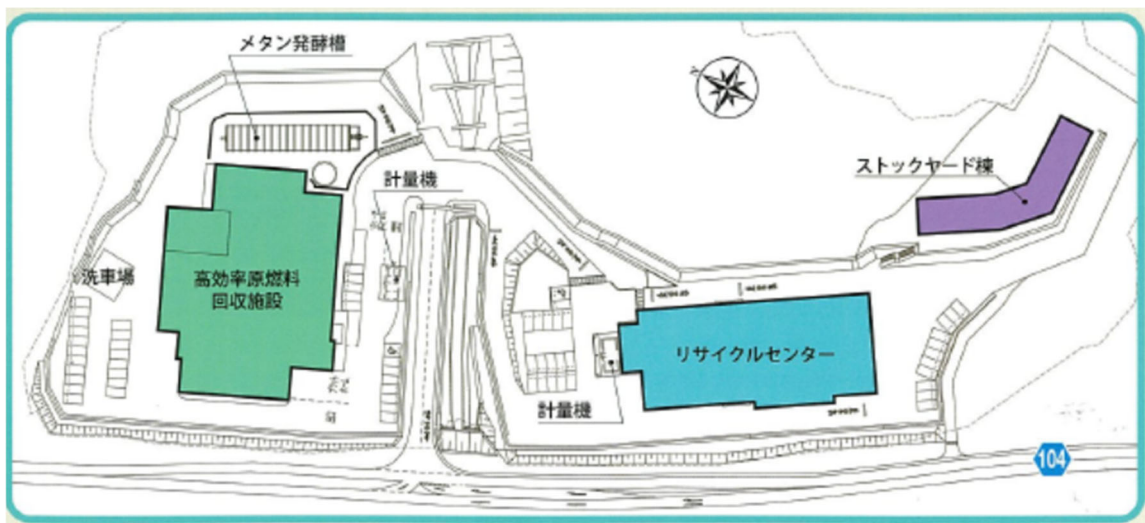 メタン発酵槽
計量機
ストックヤード棟
洗車場
高効率原燃料
回収施設
リサイクルセンター
計量機
104